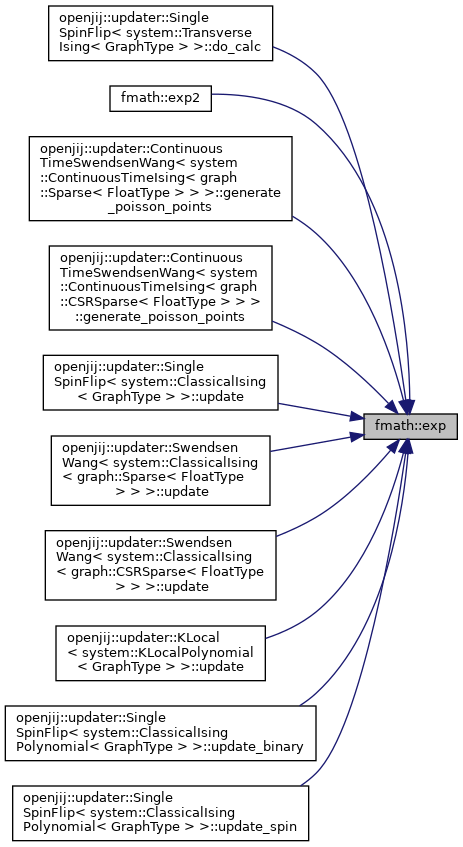 openjij::updater::Single
SpinFlip< system::Transverse
Ising< GraphType > >::do_calc
fmath::exp2
openjij::updater::Continuous
TimeSwendsenWang< system
::ContinuousTimeIsing< graph
::Sparse< FloatType > > >::generate
_poisson_points
openjij::updater::Continuous
TimeSwendsenWang< system
::ContinuousTimeIsing< graph
::CSRSparse< FloatType > > >
::generate_poisson_points
openjij::updater::Single
SpinFlip< system::ClassicalIsing
< GraphType > >::update
fmath::exp
openjij::updater::Swendsen
Wang< system::ClassicalIsing
< graph::Sparse< FloatType
> > >::update
openjij::updater::Swendsen
Wang< system::ClassicalIsing
< graph::CSRSparse< FloatType
> > >::update
openjij::updater::KLocal
< system::KLocalPolynomial
< GraphType > >::update
openjij::updater::Single
SpinFlip< system::ClassicalIsing
Polynomial< GraphType > >::update_binary
openjij::updater::Single
SpinFlip< system::ClassicalIsing
Polynomial< GraphType > >::update_spin